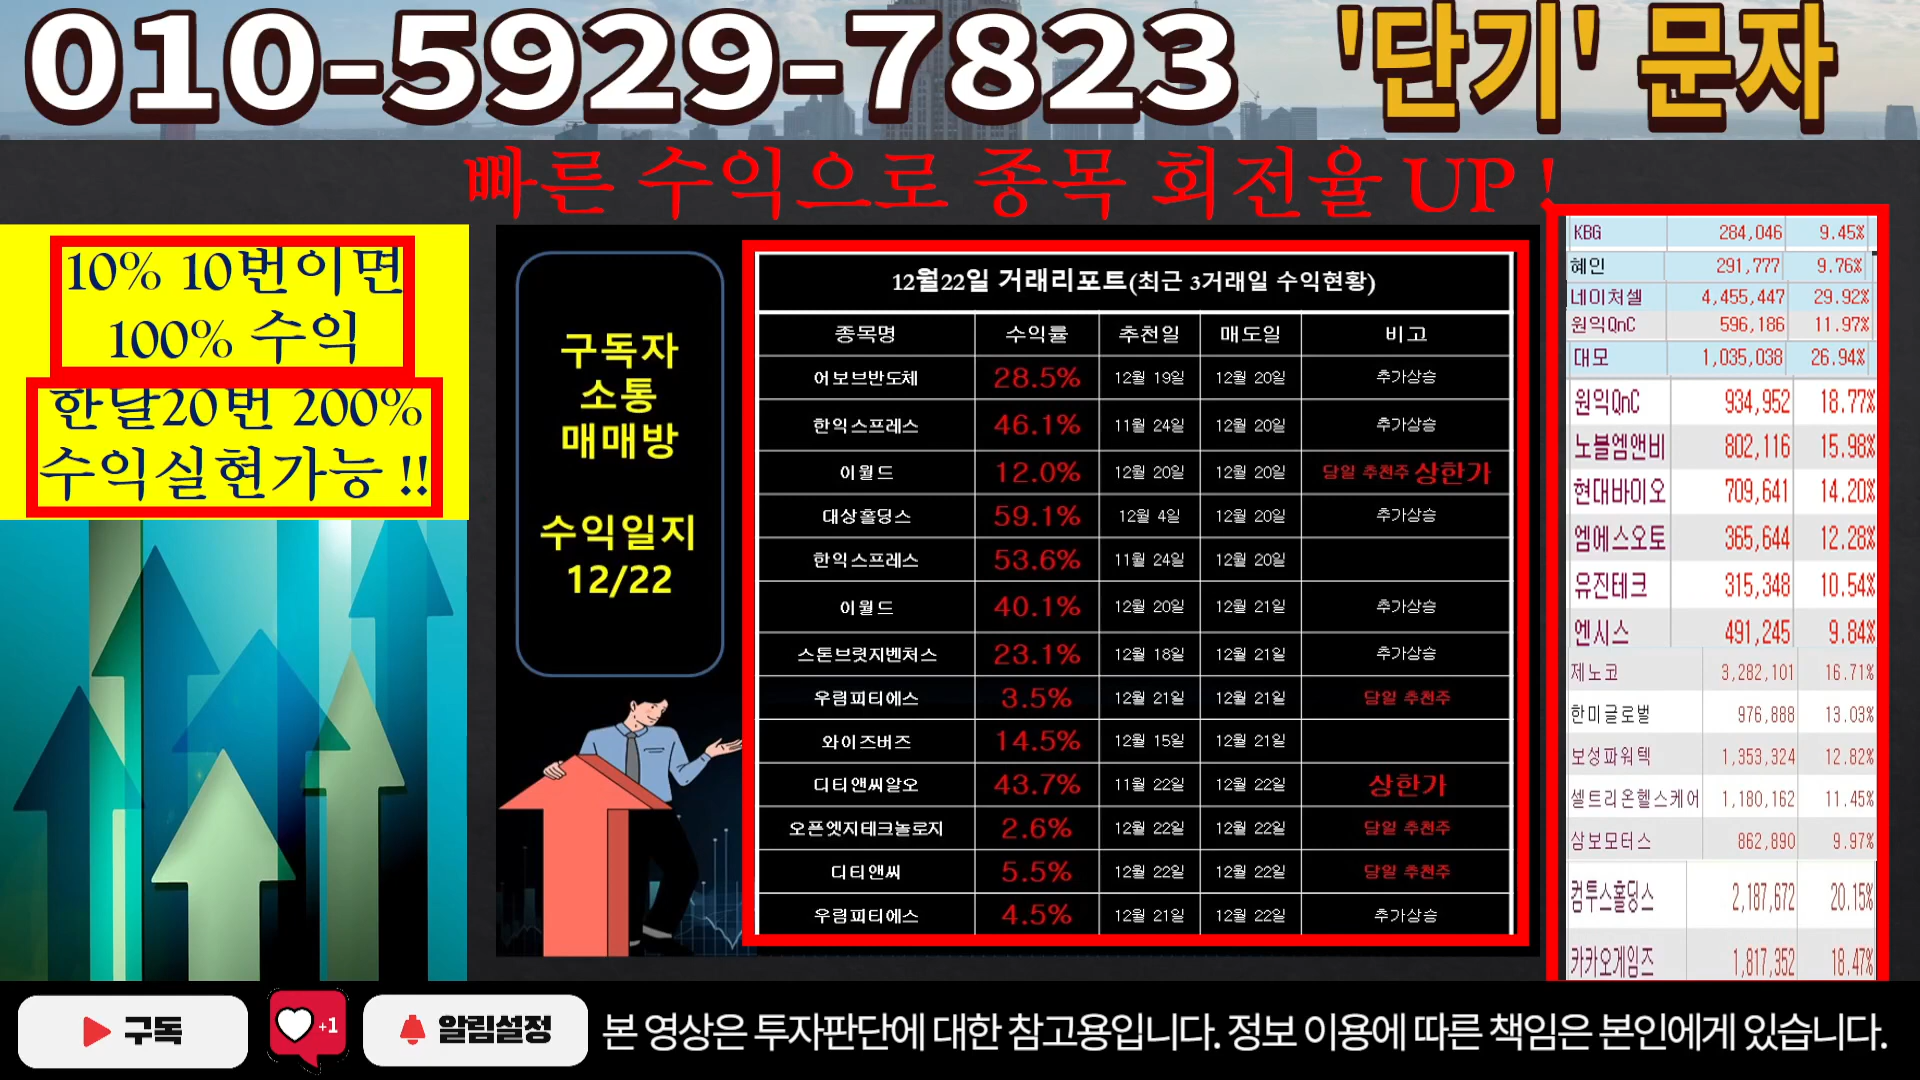 010-5929-7823 '단기' 문자
빠른 수익으로 종목 회전율 UP !
10% 10번이면
100% 수익
한달20번 200%
수익실현가능 !!
구독자
소통
매매방
수익일지
12/22
12월22일 거래리포트(최근 3거래일 수익현황)
종목명 수익률 추천일 매도일 비고
어보브반도체 28.5% 12월 19일 12월 20일 추가상승
한익스프레스 46.1% 11월 24일 12월 20일 추가상승
이월드 12.0% 12월 20일 12월 20일 당일 추천주 상한가
대상홀딩스 59.1% 12월 4일 12월 20일 추가상승
한익스프레스 53.6% 11월 24일 12월 20일
이월드 40.1% 12월 20일 12월 21일 추가상승
스톤브릿지벤처스 23.1% 12월 18일 12월 21일 추가상승
우림피티에스 3.5% 12월 21일 12월 21일 당일 추천주
와이즈버즈 14.5% 12월 15일 12월 21일
디티앤씨알오 43.7% 11월 22일 12월 22일 상한가
오픈엣지테크놀로지 2.6% 12월 22일 12월 22일 당일 추천주
디티앤씨 5.5% 12월 22일 12월 22일 당일 추천주
우림피티에스 4.5% 12월 21일 12월 22일 추가상승
KBG 284,046 9.45%
혜인 291,777 9.76%
네이처셀 4,455,447 29.92%
원익QnC 596,186 11.97%
대모 1,035,038 26.94%
원익QnC 934,952 18.77%
노블엠앤비 802,116 15.98%
현대바이오 709,641 14.20%
엠에스오토 365,644 12.28%
유진테크 315,348 10.54%
엔시스 491,245 9.84%
제노코 3,282,101 16.71%
한미글로벌 976,888 13.03%
보성파워텍 1,353,324 12.82%
셀트리온헬스케어 1,180,162 11.45%
상보모터스 862,890 9.97%
컴투스홀딩스 2,187,672 20.15%
카카오게임즈 1,817,352 18.47%
구독 +1 알림설정 본 영상은 투자판단에 대한 참고용입니다. 정보 이용에 따른 책임은 본인에게 있습니다.